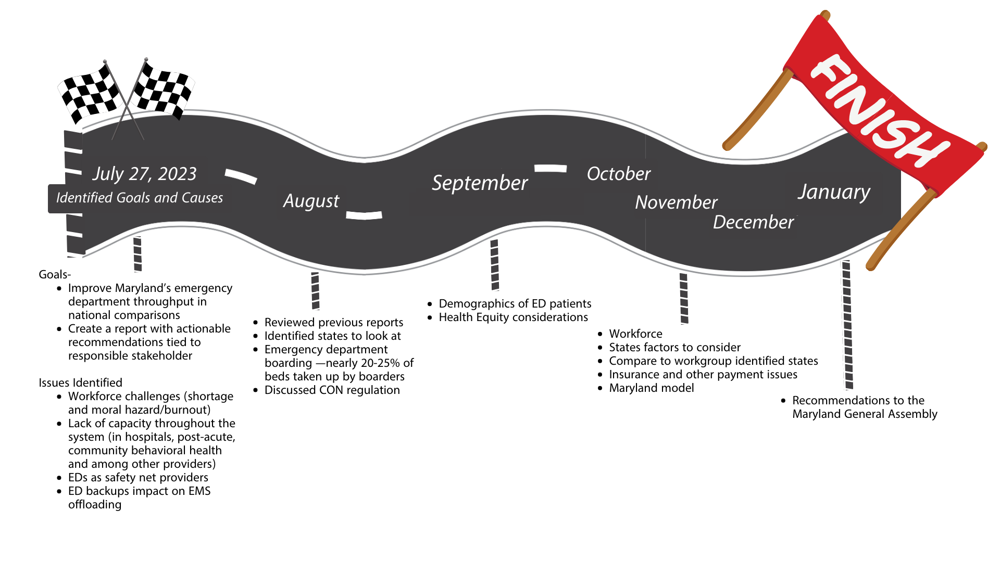 FINISH
July 27, 2023
Identified Goals and Causes
August
September
October
November
December
January
Goals-
• Improve Maryland’s emergency
department throughput in
national comparisons
• Create a report with actionable
recommendations tied to
responsible stakeholder
Issues Identified
• Workforce challenges (shortage
and moral hazard/burnout)
• Lack of capacity throughout the
system (in hospitals, post-acute,
community behavioral health
and among other providers)
• EDs as safety net providers
• ED backups impact on EMS
offloading
• Reviewed previous reports
• Identified states to look at
• Emergency department
boarding —nearly 20-25% of
beds taken up by boarders
• Discussed CON regulation
• Demographics of ED patients
• Health Equity considerations
• Workforce
• States factors to consider
• Compare to workgroup identified states
• Insurance and other payment issues
• Maryland model
• Recommendations to the
Maryland General Assembly